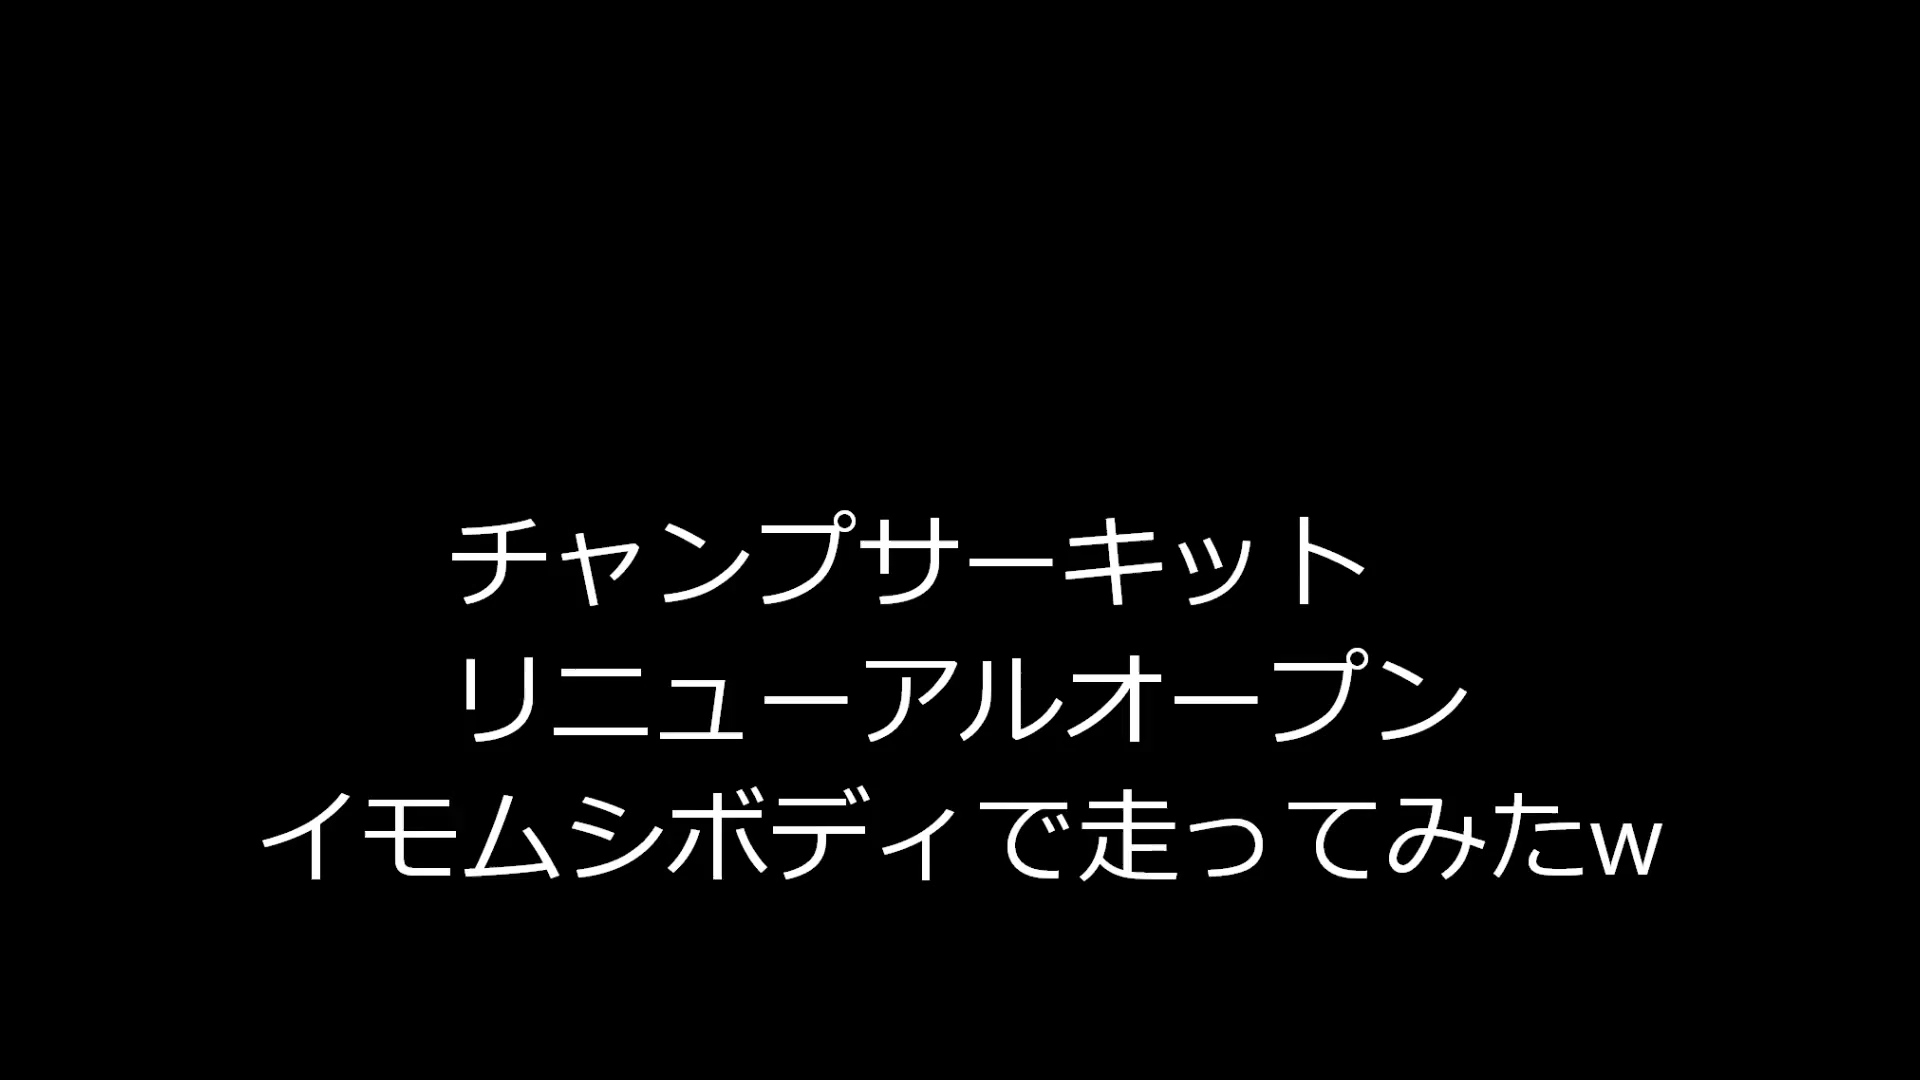 チャンプサーキット
リニューアルオープン
イモムシボディで走ってみたw